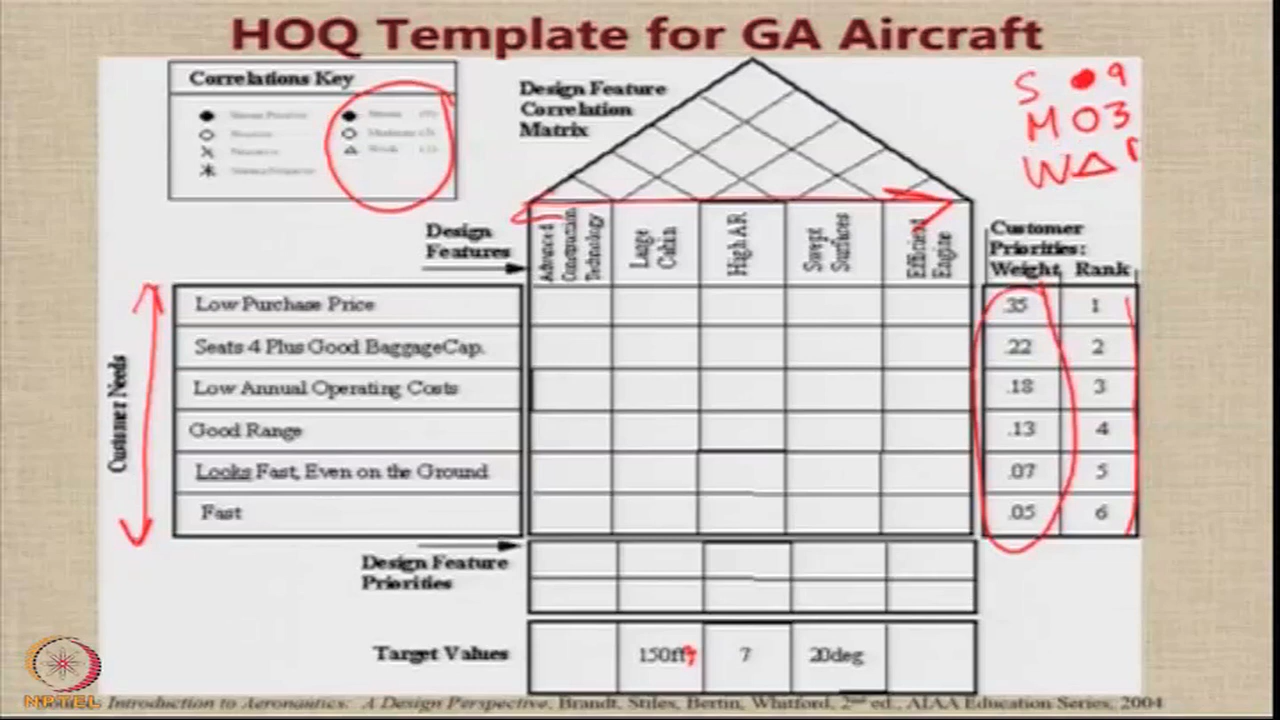 HOQ Template for GA Aircraft
Correlations Key
Design Feature
Correlation
Matrix
S ● 9
M O 3
W △
Design
Features
Advanced
Construction
Technology
Large
Cabin
High AR
Swept
Surfaces
Efficient
Engine
Customer
Priorities:
Weight Rank
Customer Needs
Low Purchase Price .35 1
Seats 4 Plus Good BaggageCap. .22 2
Low Annual Operating Costs .18 3
Good Range .13 4
Looks Fast, Even on the Ground .07 5
Fast .05 6
Design Feature
Priorities
Target Values 7 20deg
NPTEL
Introduction to Aeronautics: A Design Perspective, Brandt, Stiles, Bertin, Whitford, 2nd ed., AIAA Education Series, 2004